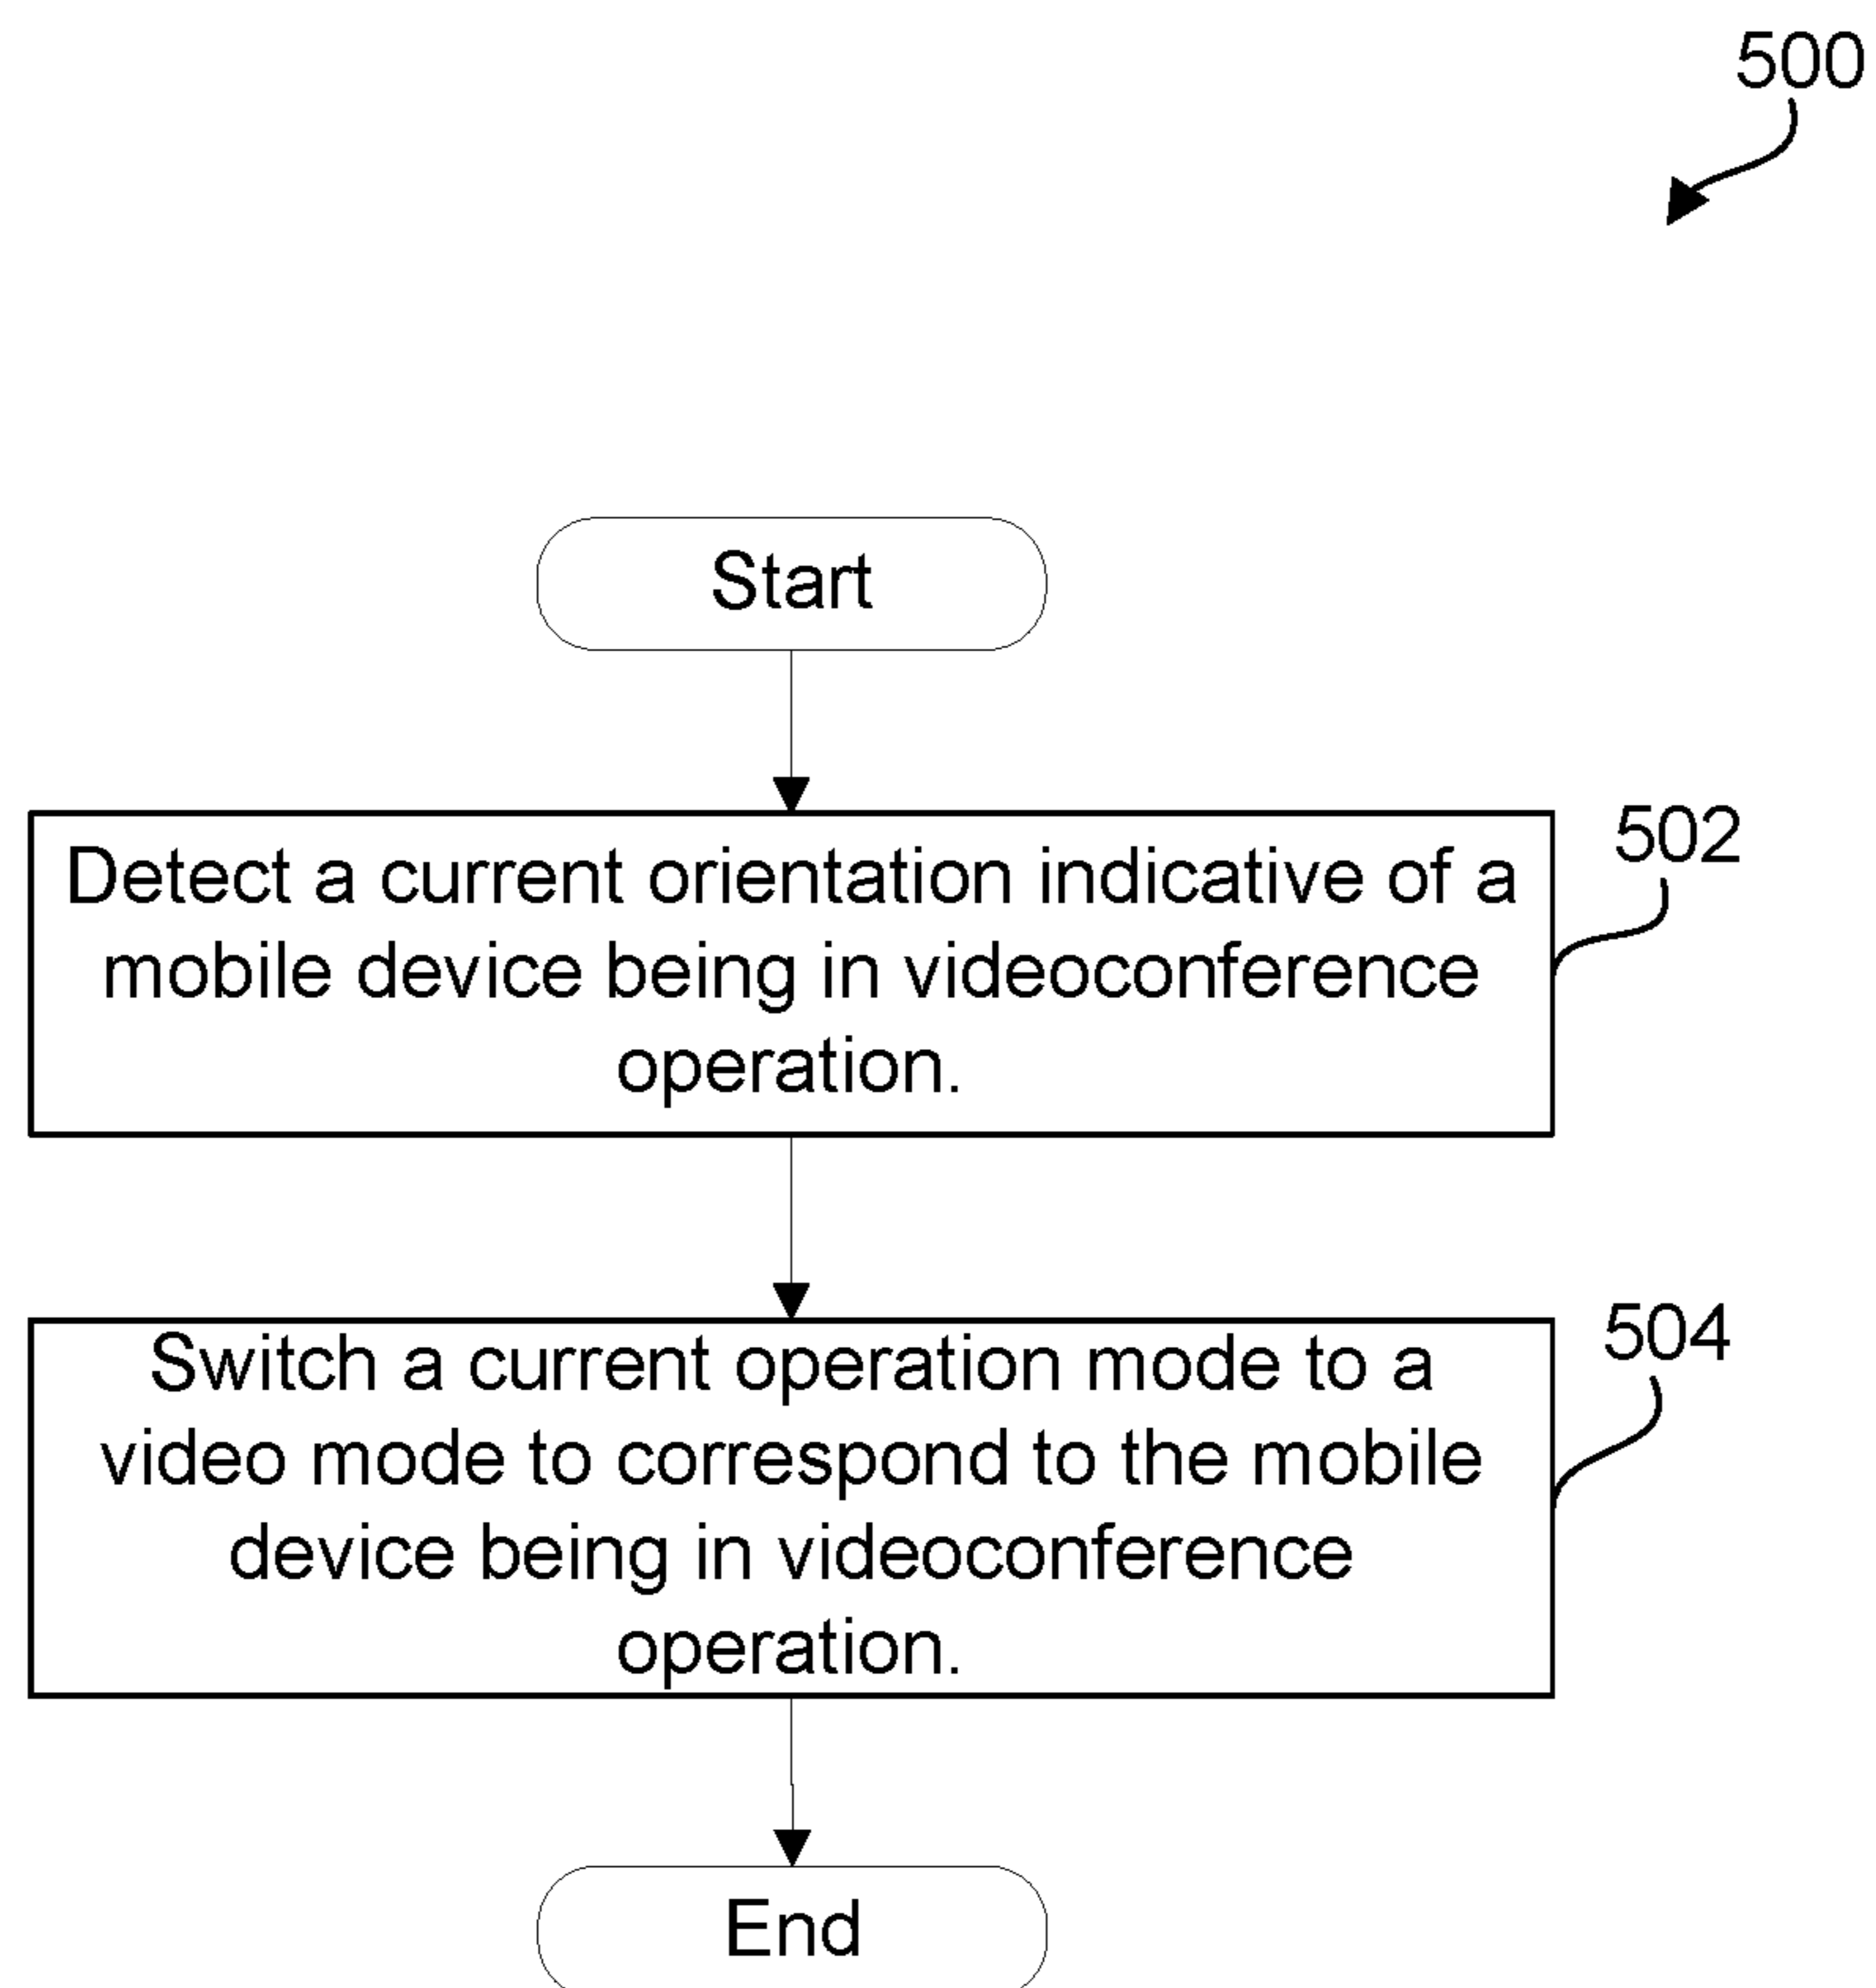 500
Start
Detect a current orientation indicative of a
mobile device being in videoconference
operation.
502
Switch a current operation mode to a
video mode to correspond to the mobile
device being in videoconference
operation.
504
End